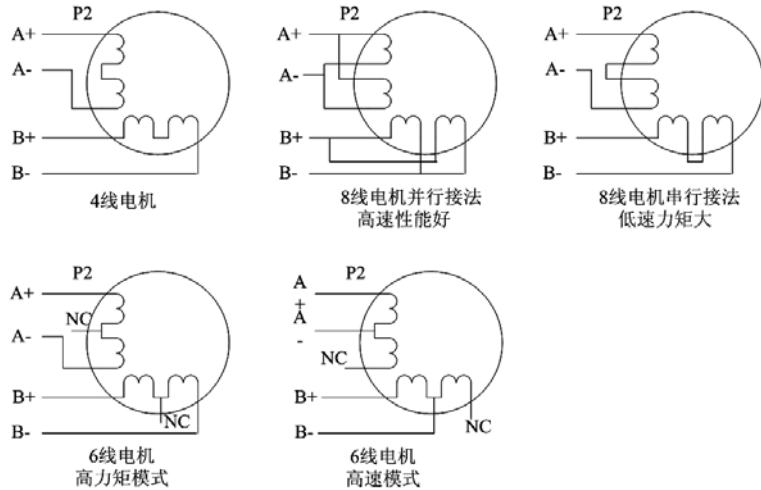 P2
A+
A-
B+
B-
4线电机
P2
A+
A-
B+
B-
8线电机并行接法
高速性能好
P2
A+
A-
B+
B-
8线电机串行接法
低速力矩大
P2
A+
NC
A-
B+
NC
B-
6线电机
高力矩模式
P2
A
+
A
-
NC
B+
NC
B-
6线电机
高速模式